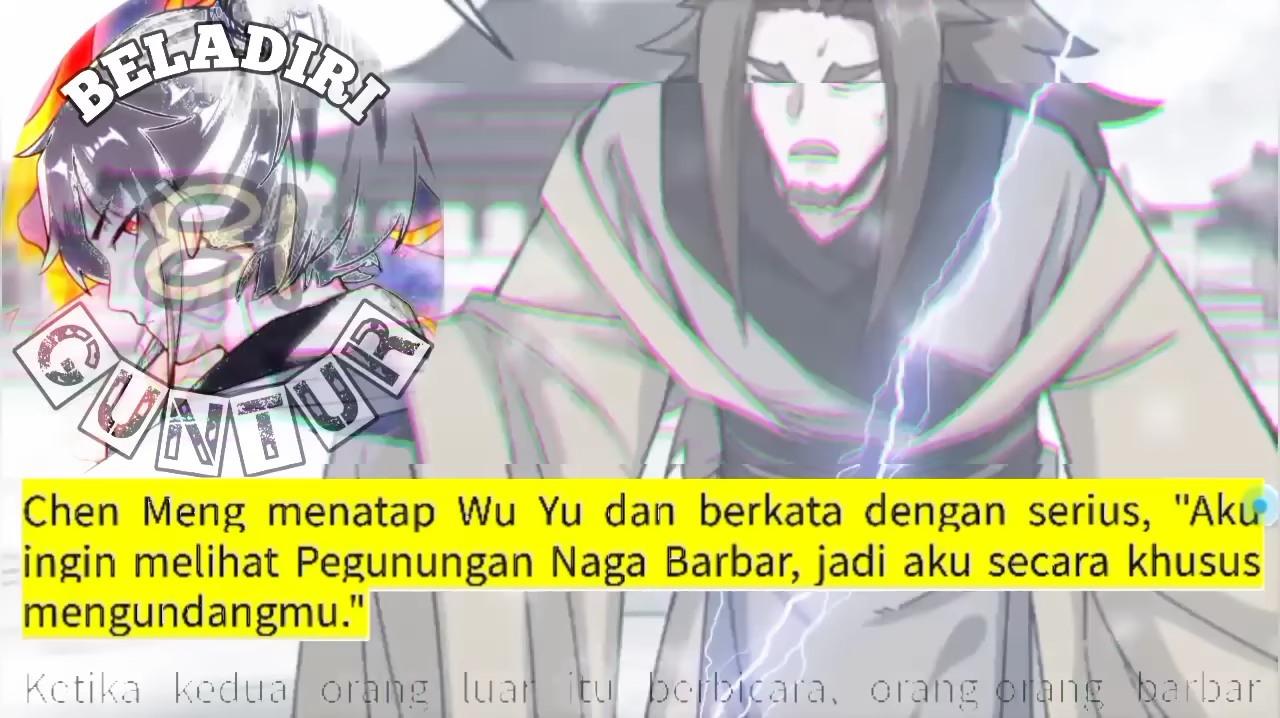 BELADIRI
GUNTUR
Chen Meng menatap Wu Yu dan berkata dengan serius, "Aku
ingin melihat Pegunungan Naga Barbar, jadi aku secara khusus
mengundangmu."
Ketika kedua orang luar itu berbicara, orang-orang barbar